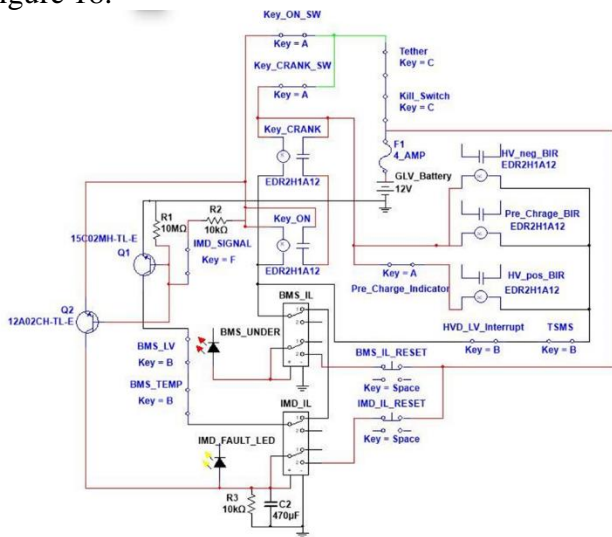 Figure 18.
Key_ON_SW
Key = A
Key_CRANK_SW
Key = A
Tether
Key = C
Kill_Switch
Key = C
Key_CRANK
EDR2H1A12
F1
4_AMP
GLV_Battery
12V
HV_neg_BIR
EDR2H1A12
Pre_Chrage_BIR
EDR2H1A12
HV_pos_BIR
EDR2H1A12
R1
10MΩ
R2
10kΩ
15C02MH-TL-E
Q1
IMD_SIGNAL
Key = F
Key_ON
EDR2H1A12
Key = A
Pre_Charge_Indicator
Q2
12A02CH-TL-E
BMS_IL
BMS_UNDER
HVD_LV_Interrupt
Key = B
TSMS
Key = B
BMS_LV
Key = B
BMS_TEMP
Key = B
BMS_IL_RESET
Key = Space
IMD_IL
IMD_IL_RESET
Key = Space
IMD_FAULT_LED
R3
10kΩ
C2
470µF